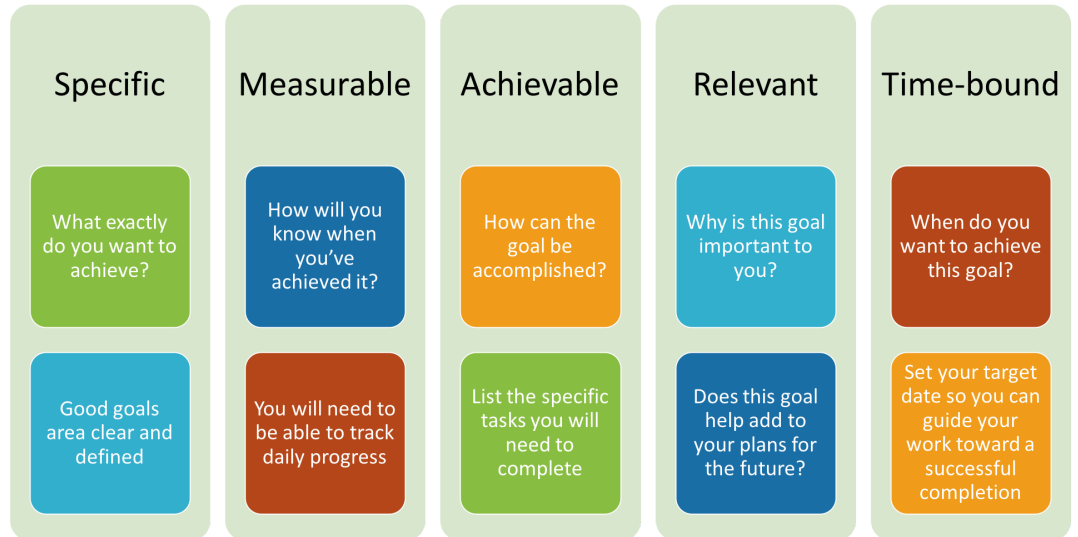 Specific
What exactly
do you want to
achieve?
Good goals
area clear and
defined
Measurable
How will you
know when
you've
achieved it?
You will need to
be able to track
daily progress
Achievable
How can the
goal be
accomplished?
List the specific
tasks you will
need to
complete
Relevant
Why is this goal
important to
you?
Does this goal
help add to
your plans for
the future?
Time-bound
When do you
want to achieve
this goal?
Set your target
date so you can
guide your
work toward a
successful
completion